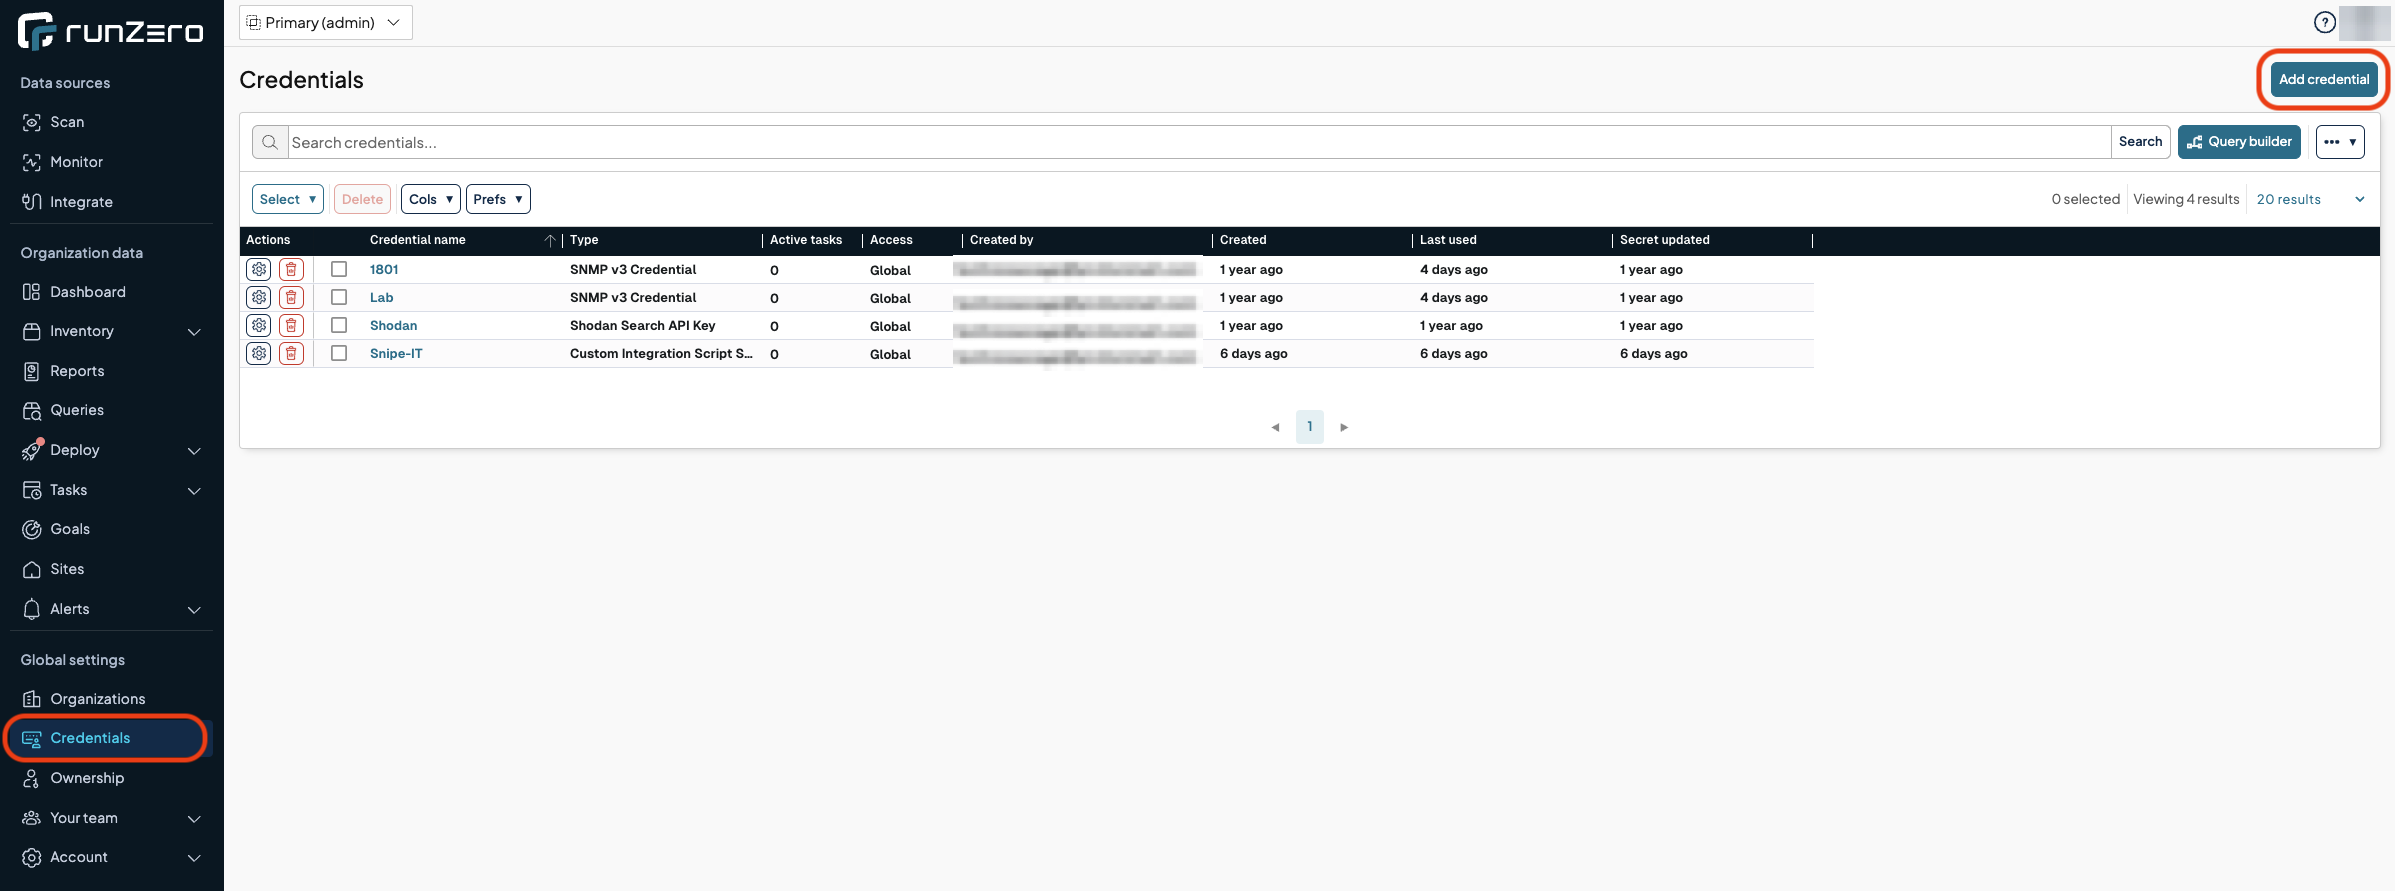 runZero
Primary (admin)
?
Data sources
Scan
Monitor
Integrate
Organization data
Dashboard
Inventory
Reports
Queries
Deploy
Tasks
Goals
Sites
Alerts
Global settings
Organizations
Credentials
Ownership
Your team
Account
Credentials
Add credential
Search credentials...
Search
Query builder
Select
Delete
Cols
Prefs
0 selected
Viewing 4 results
20 results
Actions Credential name Type Active tasks Access Created by Created Last used Secret updated
1801 SNMP v3 Credential 0 Global 1 year ago 4 days ago 1 year ago
Lab SNMP v3 Credential 0 Global 1 year ago 4 days ago 1 year ago
Shodan Shodan Search API Key 0 Global 1 year ago 1 year ago 1 year ago
Snipe-IT Custom Integration Script S... 0 Global 6 days ago 6 days ago 6 days ago
1